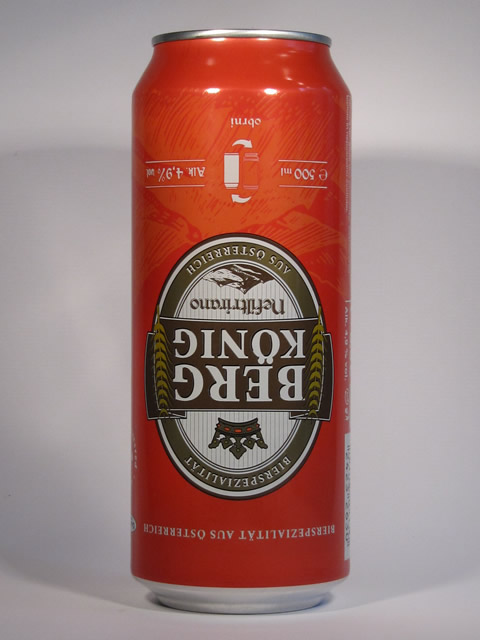 BIERSPEZIALITÄT AUS ÖSTERREICH
BIERSPEZIALITÄT
BERG
KÖNIG
Nefiltrirano
AUS ÖSTERREICH
e 500 ml
Alk. 4,9% vol.
obrni